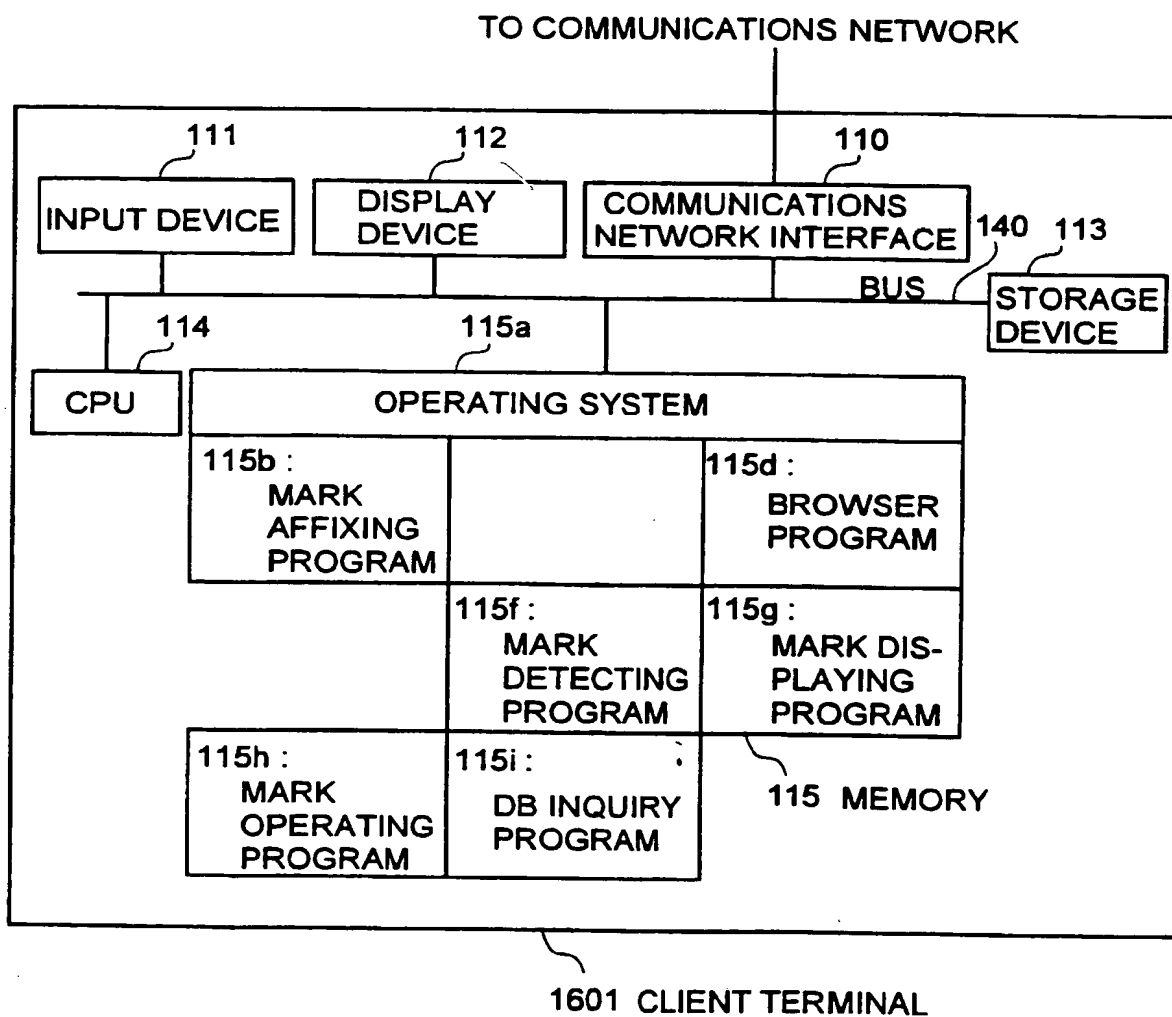 TO COMMUNICATIONS NETWORK
111
112
110
INPUT DEVICE
DISPLAY
DEVICE
COMMUNICATIONS
NETWORK INTERFACE
140
113
BUS
STORAGE
DEVICE
114
115a
CPU
OPERATING SYSTEM
115b :
MARK
AFFIXING
PROGRAM
115d :
BROWSER
PROGRAM
115f :
MARK
DETECTING
PROGRAM
115g :
MARK DIS-
PLAYING
PROGRAM
115h :
MARK
OPERATING
PROGRAM
115i :
DB INQUIRY
PROGRAM
115 MEMORY
1601 CLIENT TERMINAL